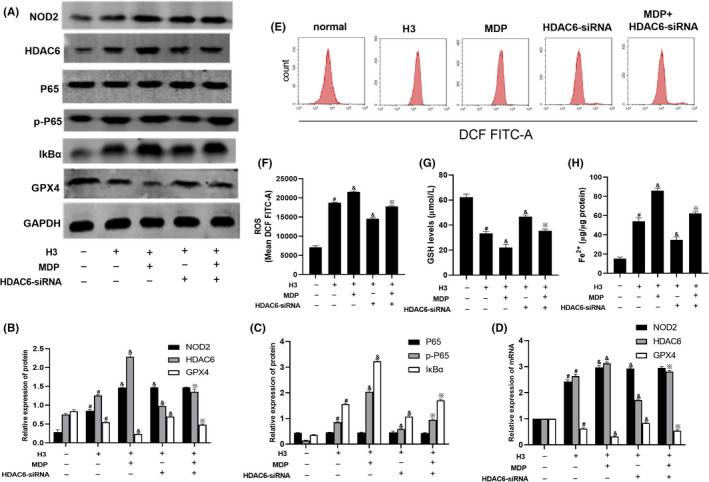 (A)
NOD2
HDAC6
P65
p-P65
IkBα
GPX4
GAPDH
H3 – + + + +
MDP – – + – +
HDAC6-siRNA – – – + +
(E)
normal H3 MDP HDAC6-siRNA MDP+
HDAC6-siRNA
count
DCF FITC-A
(F)
ROS
(Mean DCF FITC-A)
25000
20000
15000
10000
5000
0
# & & ※
H3 – + + + +
MDP – – + – +
HDAC6-siRNA – – – + +
(G)
GSH levels (μmol/L)
80
60
40
20
0
# & & ※
H3 – + + + +
MDP – – + – +
HDAC6-siRNA – – – + +
(H)
Fe2+ (μg/μg protein)
100
80
60
40
20
0
# & & ※
H3 – + + + +
MDP – – + – +
HDAC6-siRNA – – – + +
(B)
NOD2
HDAC6
GPX4
Relative expression of protein
2.5
2.0
1.5
1.0
0.5
0.0
# # # & & & & & & ※ ※
H3 – + + + +
MDP – – + – +
HDAC6-siRNA – – – + +
(C)
P65
p-P65
IkBα
Relative expression of protein
4
3
2
1
0
# # & & & & ※ ※
H3 – + + + +
MDP – – + – +
HDAC6-siRNA – – – + +
(D)
NOD2
HDAC6
GPX4
Relative expression of mRNA
4
3
2
1
0
# # # & & & & & & ※ ※
H3 – + + + +
MDP – – + – +
HDAC6-siRNA – – – + +